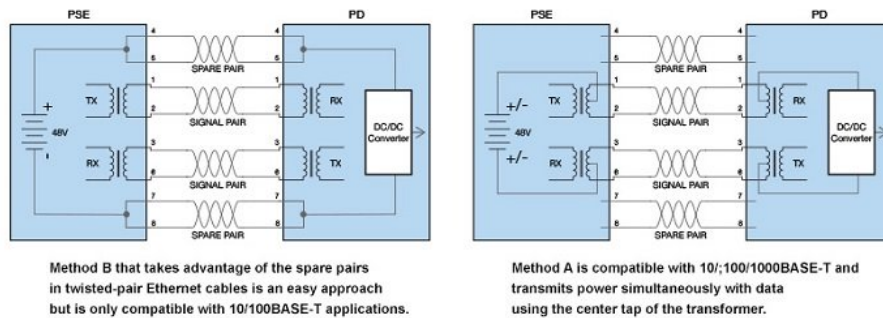 PSE
PD
4
4
5
5
SPARE PAIR
1
1
TX
RX
2
2
SIGNAL PAIR
+
48V
-
DC/DC
Converter
3
3
RX
TX
6
6
SIGNAL PAIR
7
7
8
8
SPARE PAIR
Method B that takes advantage of the spare pairs
in twisted-pair Ethernet cables is an easy approach
but is only compatible with 10/100BASE-T applications.
PSE
PD
4
4
5
5
SPARE PAIR
1
1
+/-
TX
RX
2
2
SIGNAL PAIR
48V
DC/DC
Converter
3
3
+/-
RX
TX
6
6
SIGNAL PAIR
7
7
8
8
SPARE PAIR
Method A is compatible with 10/;100/1000BASE-T and
transmits power simultaneously with data
using the center tap of the transformer.